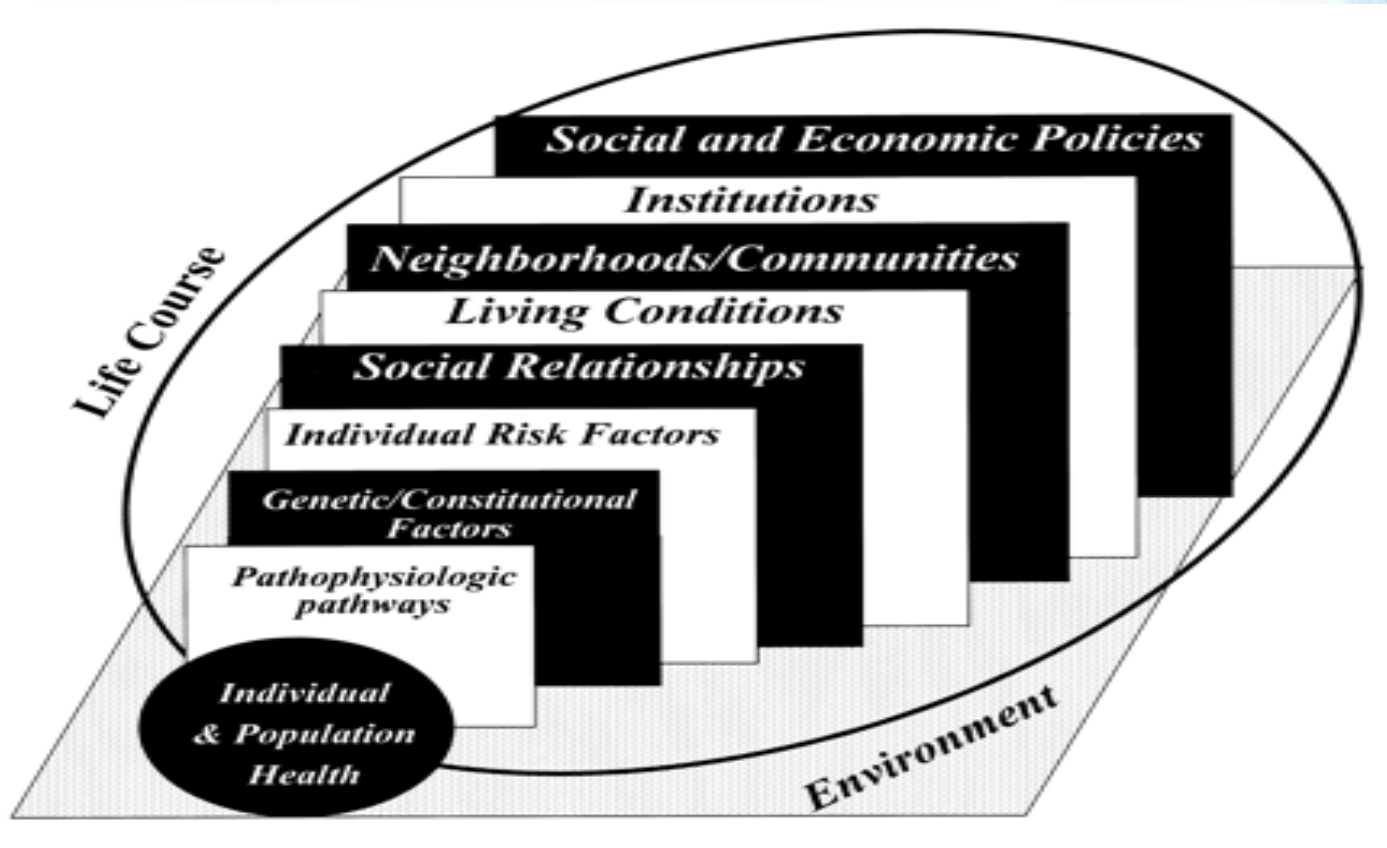 Social and Economic Policies
Institutions
Neighborhoods/Communities
Living Conditions
Social Relationships
Individual Risk Factors
Genetic/Constitutional
Factors
Pathophysiologic
pathways
Individual
& Population
Health
Life Course
Environment